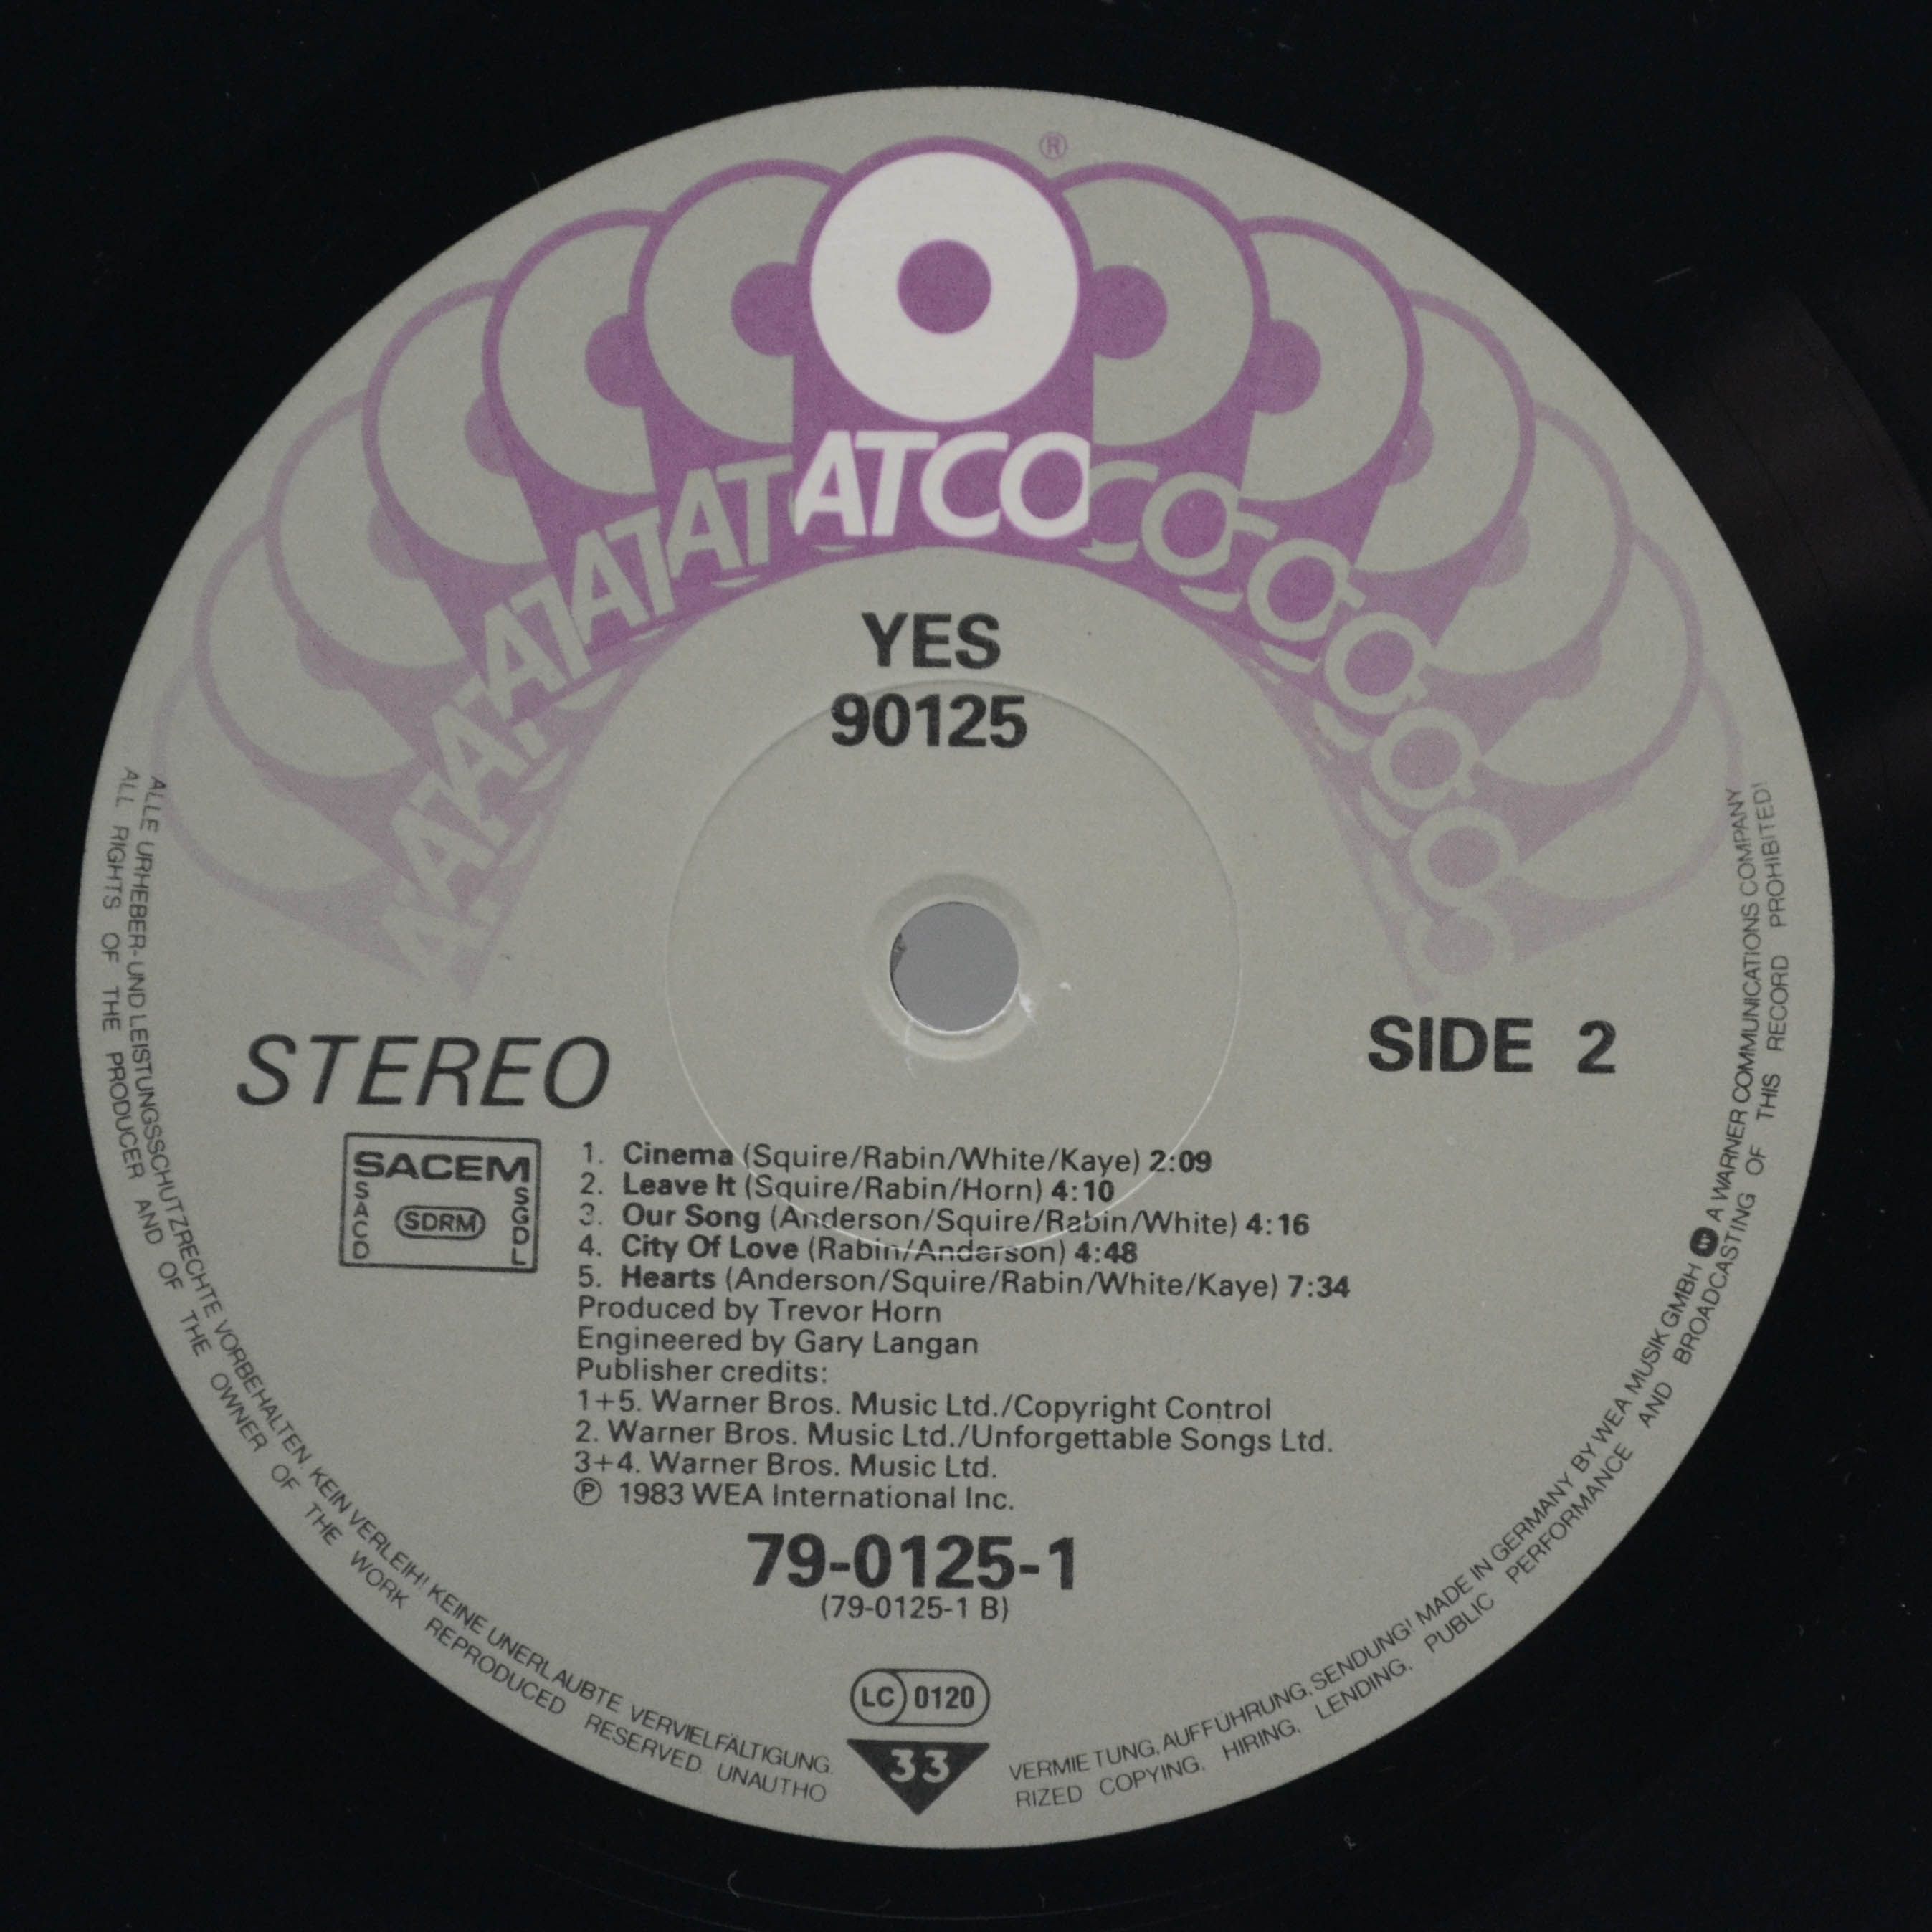 ®
ATCO
YES
90125
STEREO
SIDE 2
SACEM
SACD
SDRM
SGDL
1. Cinema (Squire/Rabin/White/Kaye) 2:09
2. Leave It (Squire/Rabin/Horn) 4:10
3. Our Song (Anderson/Squire/Rabin/White) 4:16
4. City Of Love (Rabin/Anderson) 4:48
5. Hearts (Anderson/Squire/Rabin/White/Kaye) 7:34
Produced by Trevor Horn
Engineered by Gary Langan
Publisher credits:
1+5. Warner Bros. Music Ltd./Copyright Control
2. Warner Bros. Music Ltd./Unforgettable Songs Ltd.
3+4. Warner Bros. Music Ltd.
℗ 1983 WEA International Inc.
79-0125-1
(79-0125-1 B)
LC 0120
33
ALLE URHEBER- UND LEISTUNGSSCHUTZRECHTE VORBEHALTEN. KEIN VERLEIH! KEINE UNERLAUBTE VERVIELFÄLTIGUNG, VERMIETUNG, AUFFÜHRUNG, SENDUNG! MADE IN GERMANY BY WEA MUSIK GMBH A WARNER COMMUNICATIONS COMPANY
ALL RIGHTS OF THE PRODUCER AND OF THE OWNER OF THE WORK REPRODUCED RESERVED. UNAUTHORIZED COPYING, HIRING, LENDING, PUBLIC PERFORMANCE AND BROADCASTING OF THIS RECORD PROHIBITED!